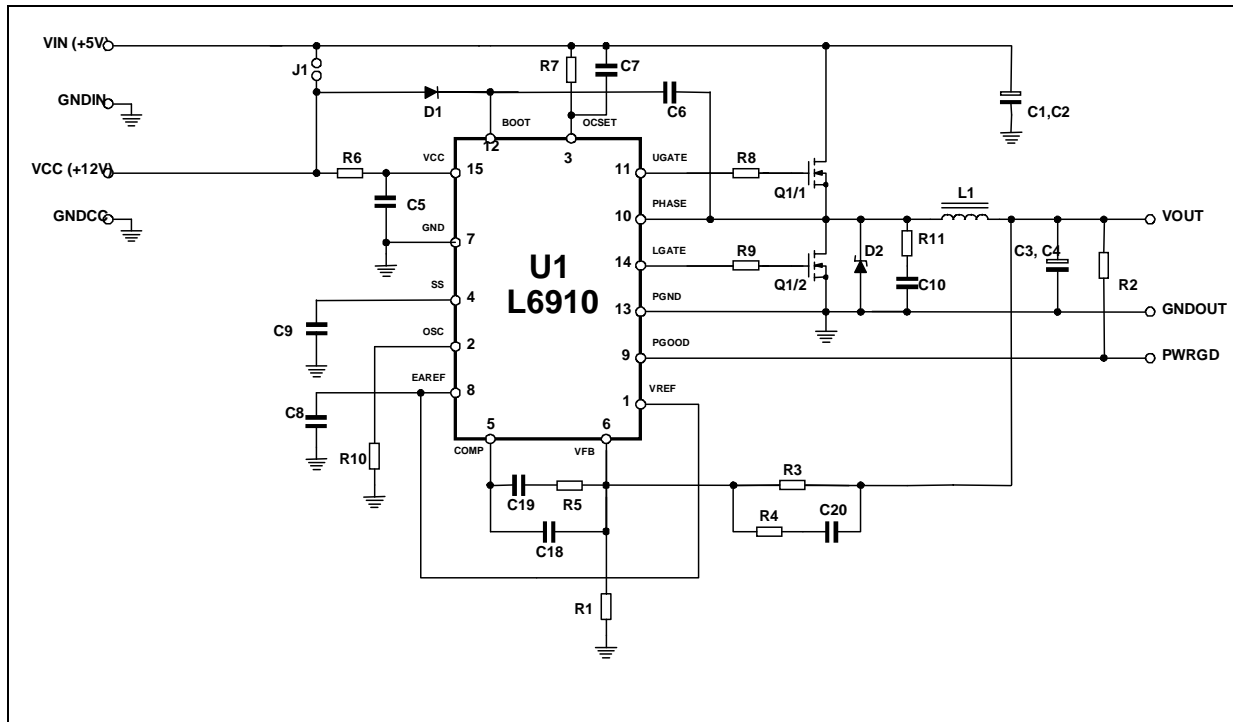 VIN (+5V)
J1
R7
C7
GNDIN
D1
C6
C1,C2
BOOT
OCSET
12
3
VCC (+12V)
R6
VCC
15
11
UGATE
R8
Q1/1
GNDCC
C5
GND
7
10
PHASE
L1
VOUT
U1
L6910
14
LGATE
R9
Q1/2
D2
R11
C10
C3, C4
R2
SS
4
13
PGND
GNDOUT
C9
OSC
2
9
PGOOD
PWRGD
EAREF
8
1
VREF
C8
R10
5
6
COMP
VFB
C19
R5
C18
R3
R4
C20
R1